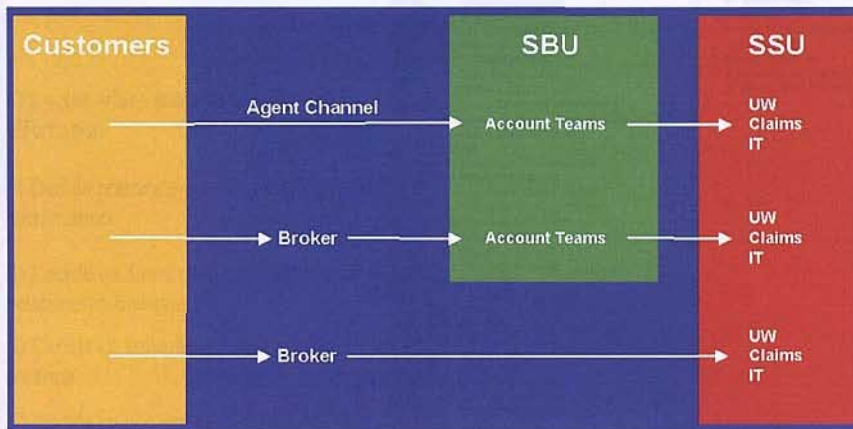 Customers
SBU
SSU
Agent Channel
Account Teams
UW
Claims
IT
Broker
Account Teams
UW
Claims
IT
Broker
UW
Claims
IT